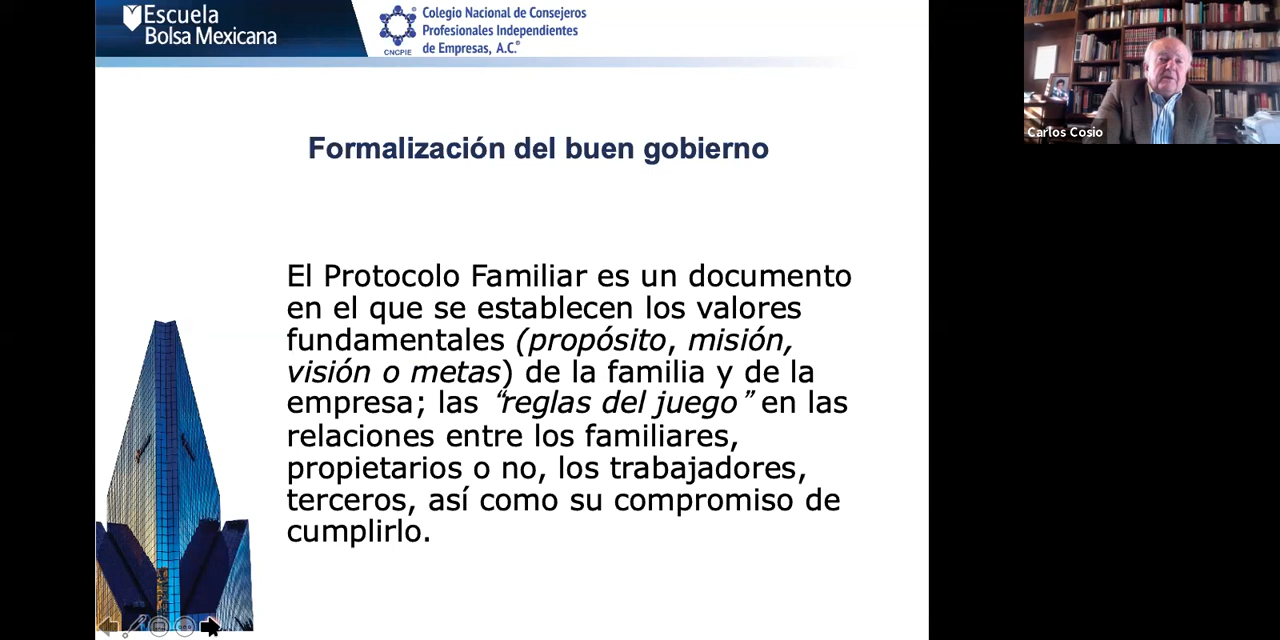 Escuela
Bolsa Mexicana
CNCPIE
Colegio Nacional de Consejeros
Profesionales Independientes
de Empresas, A.C.®
Carlos Cosio
Formalización del buen gobierno
El Protocolo Familiar es un documento
en el que se establecen los valores
fundamentales (propósito, misión,
visión o metas) de la familia y de la
empresa; las “reglas del juego” en las
relaciones entre los familiares,
propietarios o no, los trabajadores,
terceros, así como su compromiso de
cumplirlo.